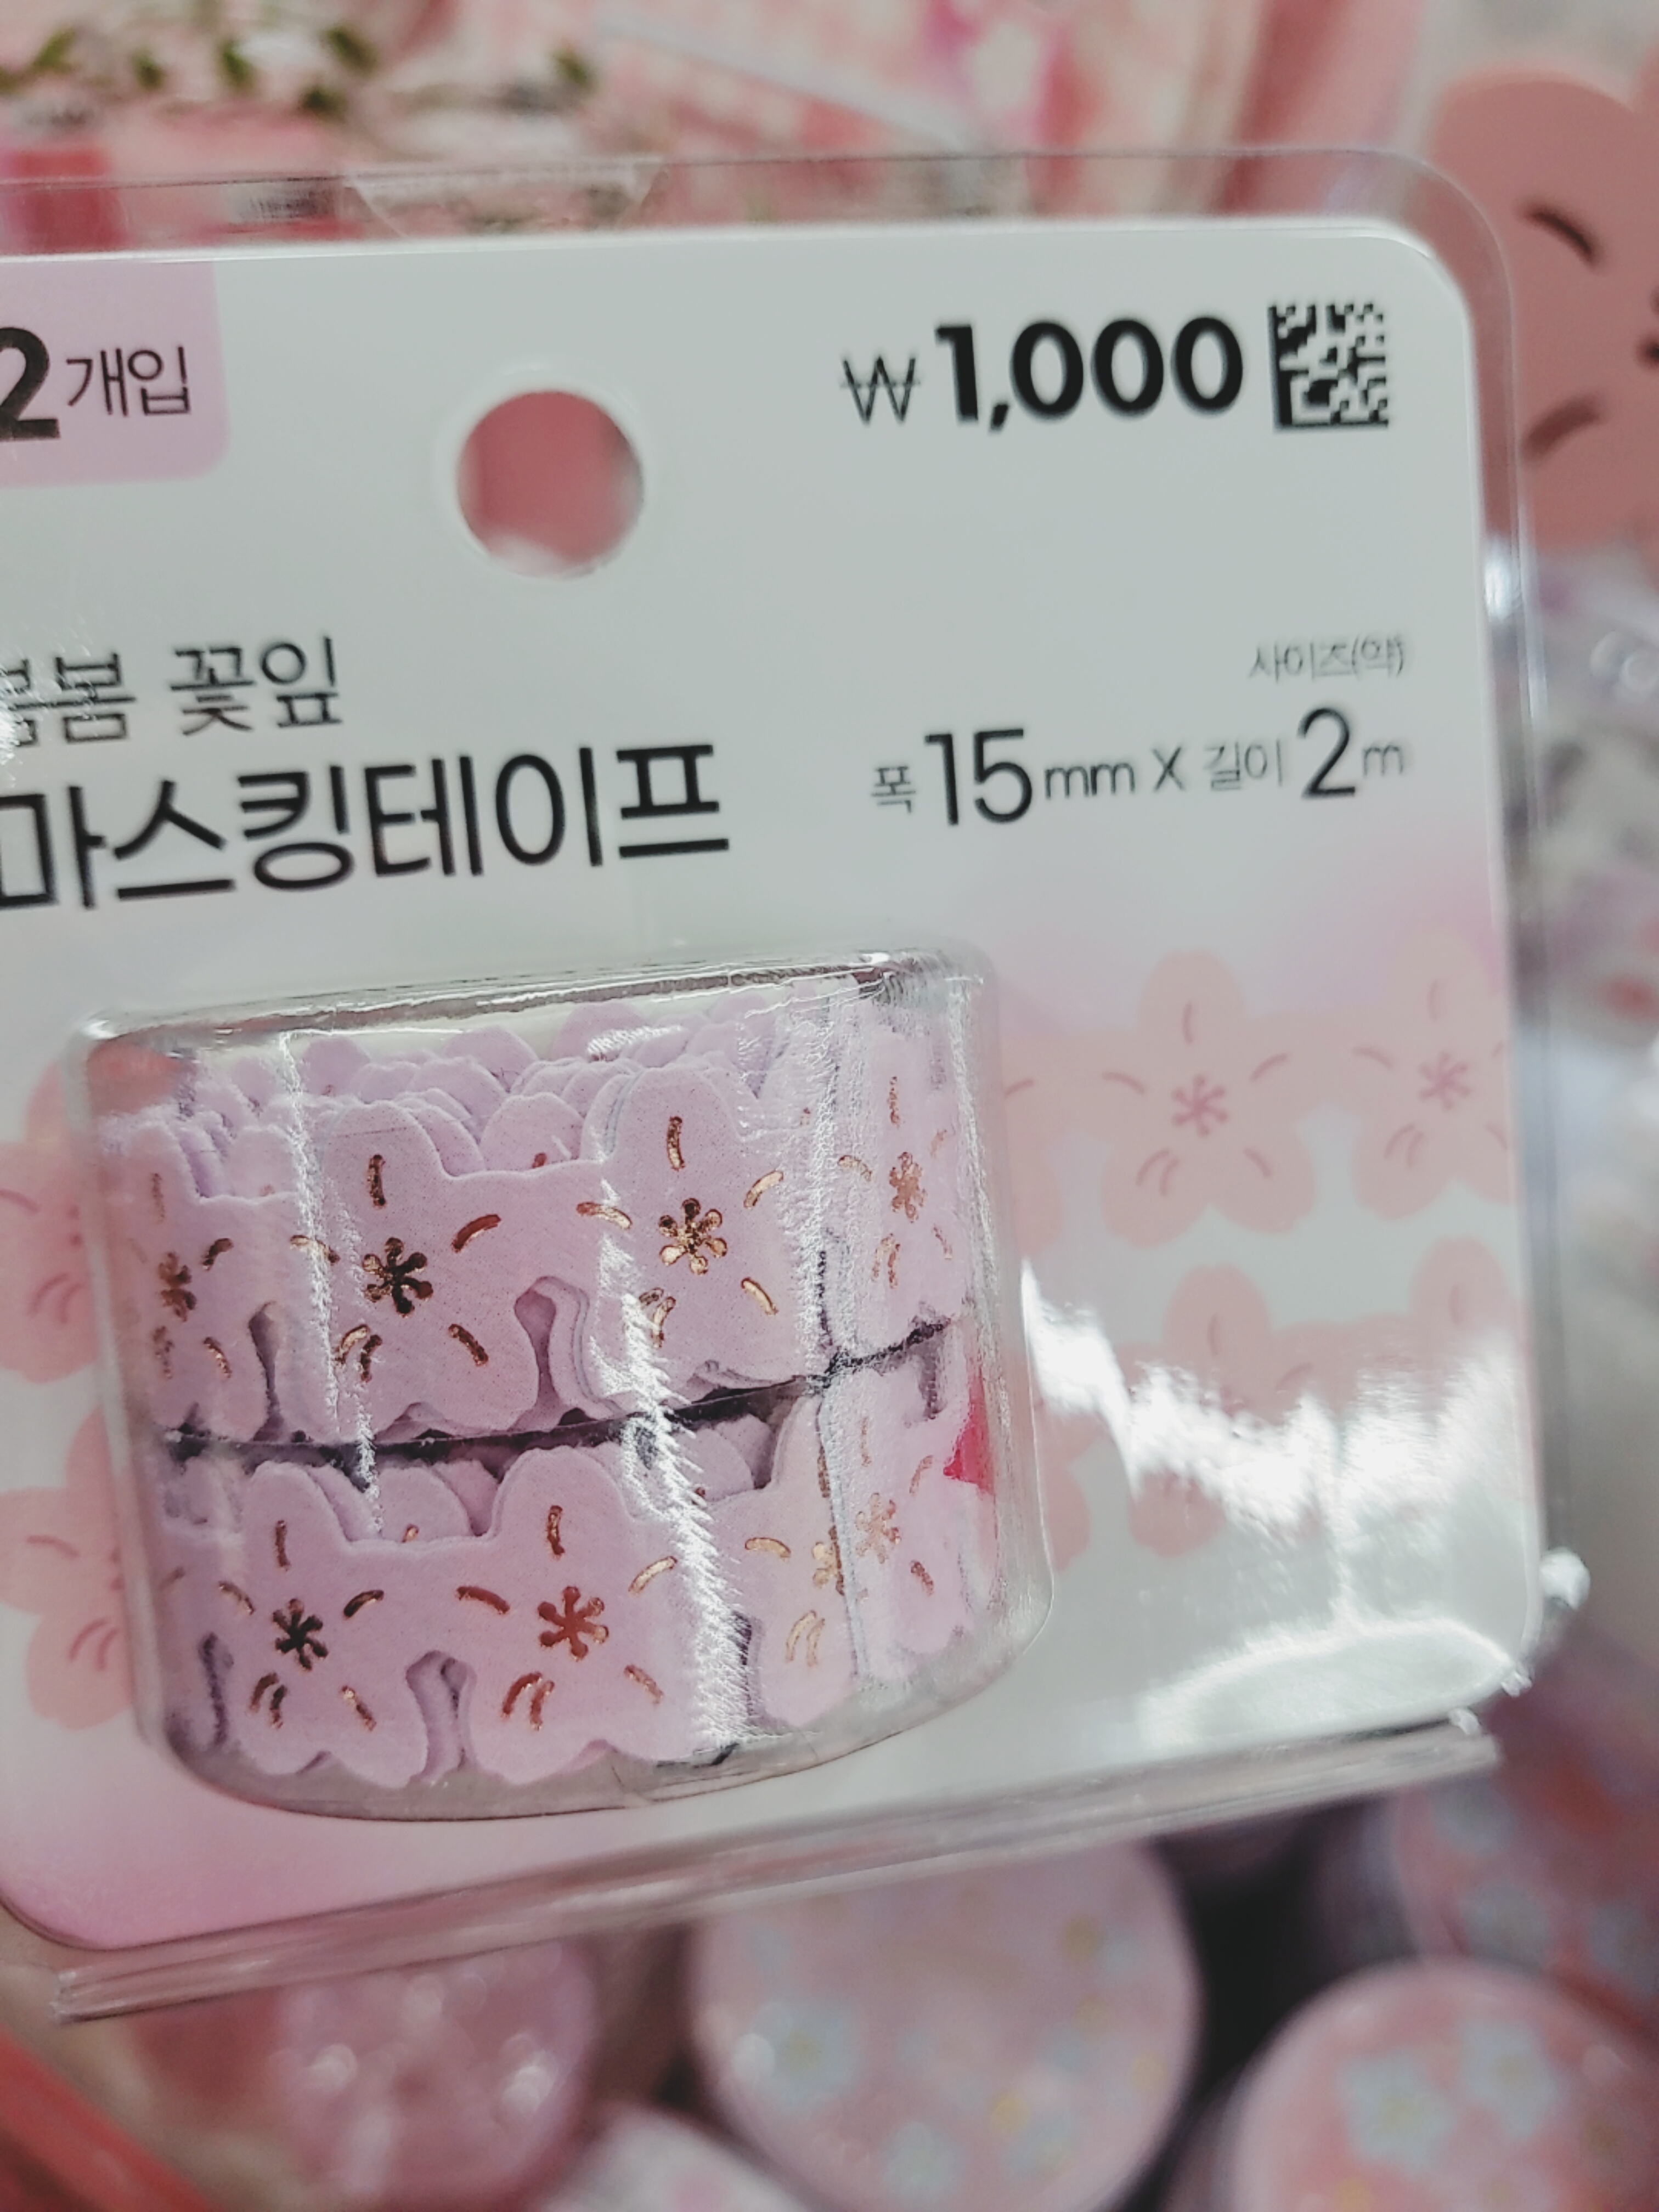 2개입
₩1,000
봄봄 꽃잎
마스킹테이프
사이즈(약)
폭 15mm X 길이 2m